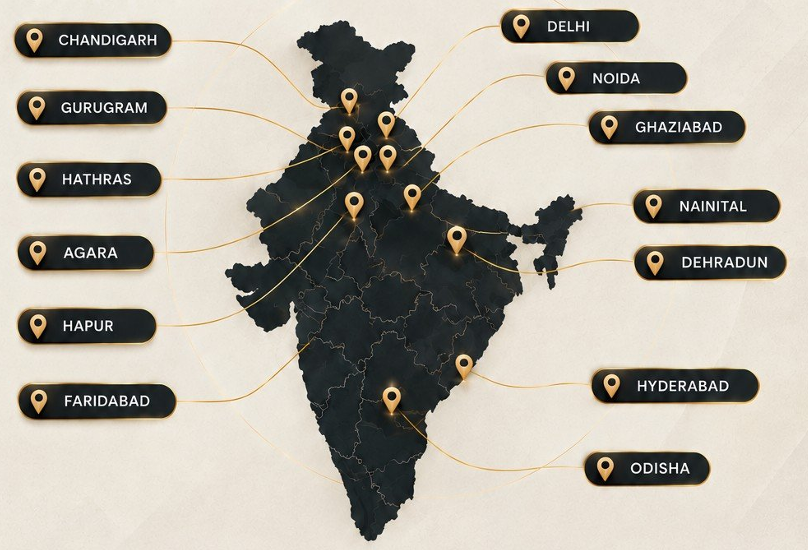 CHANDIGARH
GURUGRAM
HATHRAS
AGARA
HAPUR
FARIDABAD
DELHI
NOIDA
GHAZIABAD
NAINITAL
DEHRADUN
HYDERABAD
ODISHA